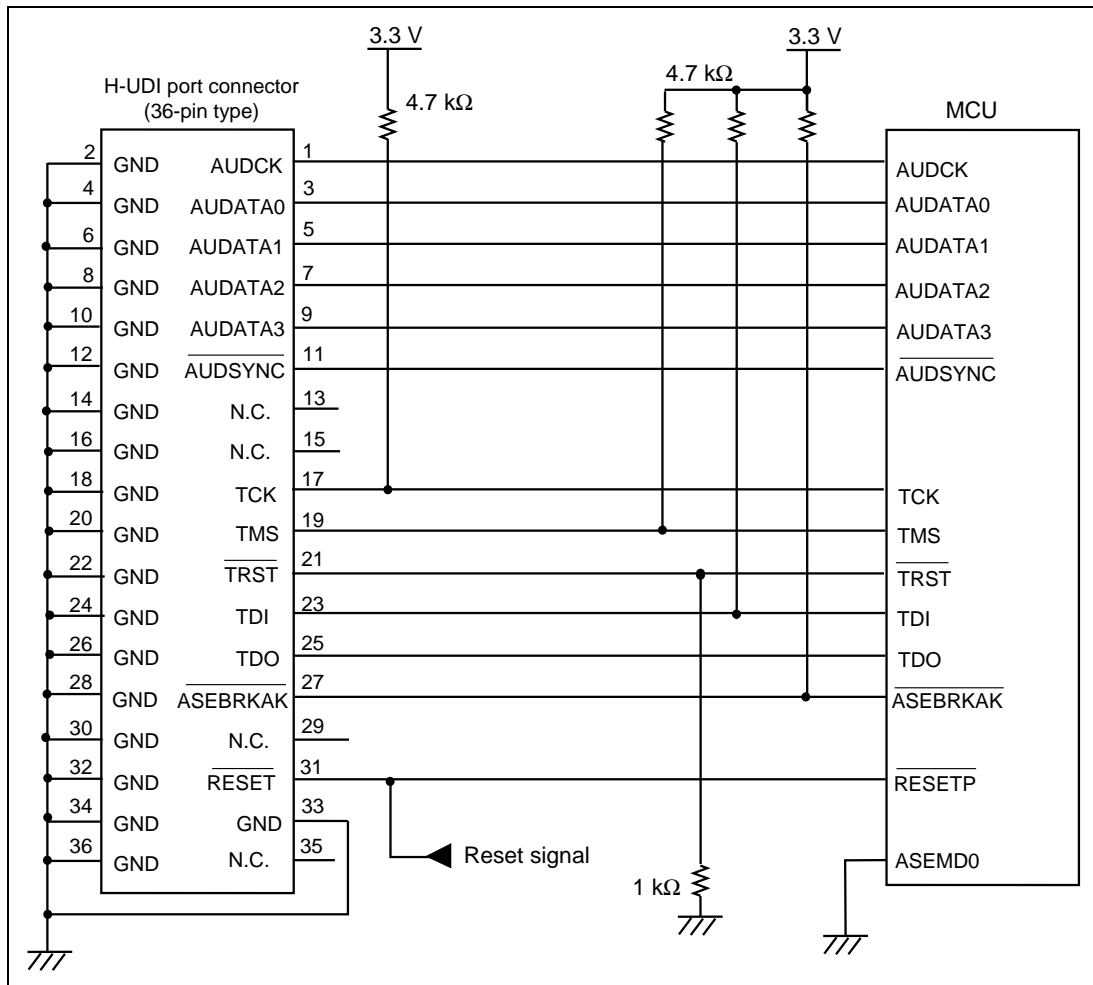 3.3 V
3.3 V
H-UDI port connector
(36-pin type)
4.7 kΩ
4.7 kΩ
MCU
2 GND AUDCK 1 AUDCK
4 GND AUDATA0 3 AUDATA0
6 GND AUDATA1 5 AUDATA1
8 GND AUDATA2 7 AUDATA2
10 GND AUDATA3 9 AUDATA3
12 GND AUDSYNC 11 AUDSYNC
14 GND N.C. 13
16 GND N.C. 15
18 GND TCK 17 TCK
20 GND TMS 19 TMS
22 GND TRST 21 TRST
24 GND TDI 23 TDI
26 GND TDO 25 TDO
28 GND ASEBRKAK 27 ASEBRKAK
30 GND N.C. 29
32 GND RESET 31 RESETP
34 GND GND 33
36 GND N.C. 35
Reset signal
ASEMD0
1 kΩ